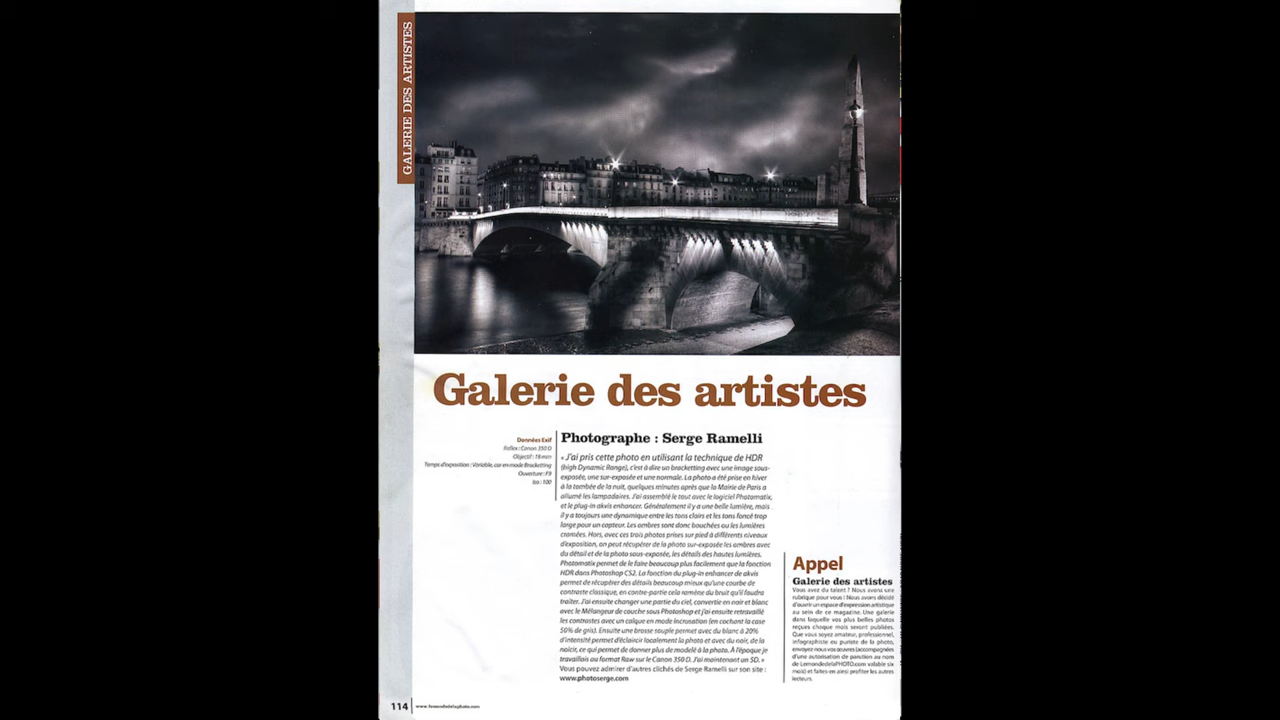 GALERIE DES ARTISTES
Galerie des artistes
Données Exif
Reflex : Canon 350 D
Objectif : 18 mm
Temps d'exposition : Variable, car en mode Bracketting
Ouverture : F9
Iso : 100
Photographe : Serge Ramelli
« J'ai pris cette photo en utilisant la technique de HDR
(high Dynamic Range), c'est à dire un bracketting avec une image sous-
exposée, une sur-exposée et une normale. La photo a été prise en hiver
à la tombée de la nuit, quelques minutes après que la Mairie de Paris a
allumé les lampadaires. J'ai assemblé le tout avec le logiciel Photomatix,
et le plug-in akvis enhancer. Généralement il y a une belle lumière, mais
il y a toujours une dynamique entre les tons clairs et les tons foncé trop
large pour un capteur. Les ombres sont donc bouchées ou les lumières
cramées. Hors, avec ces trois photos prises sur pied à différents niveaux
d'exposition, on peut récupérer de la photo sur-exposée les ombres avec
du détail et de la photo sous-exposée, les détails des hautes lumières.
Photomatix permet de le faire beaucoup plus facilement que la fonction
HDR dans Photoshop CS2. La fonction du plug-in enhancer de akvis
permet de récupérer des détails beaucoup mieux qu'une courbe de
contraste classique, en contre-partie cela ramène du bruit qu'il faudra
traiter. J'ai ensuite changer une partie du ciel, convertie en noir et blanc
avec le Mélangeur de couche sous Photoshop et j'ai ensuite retravaillé
les contrastes avec un calque en mode Incrustation (en cochant la case
50% de gris). Ensuite une brosse souple permet avec du blanc à 20%
d'intensité permet d'éclaircir localement la photo et avec du noir, de la
noircir, ce qui permet de donner plus de modelé à la photo. À l'époque je
travaillais au format Raw sur le Canon 350 D. J'ai maintenant un 5D. »
Vous pouvez admirer d'autres clichés de Serge Ramelli sur son site :
www.photoserge.com
Appel
Galerie des artistes
Vous avez du talent ? Nous avons une
rubrique pour vous ! Nous avons décidé
d'ouvrir un espace d'expression artistique
au sein de ce magazine. Une galerie
dans laquelle vos plus belles photos
reçues chaque mois seront publiées.
Que vous soyez amateur, professionnel,
infographiste ou puriste de la photo,
envoyez nous vos œuvres (accompagnées
d'une autorisation de parution au nom
de LemondedelaPHOTO.com valable six
mois) et faites-en ainsi profiter les autres
lecteurs.
114 www.lemondedelaphoto.com